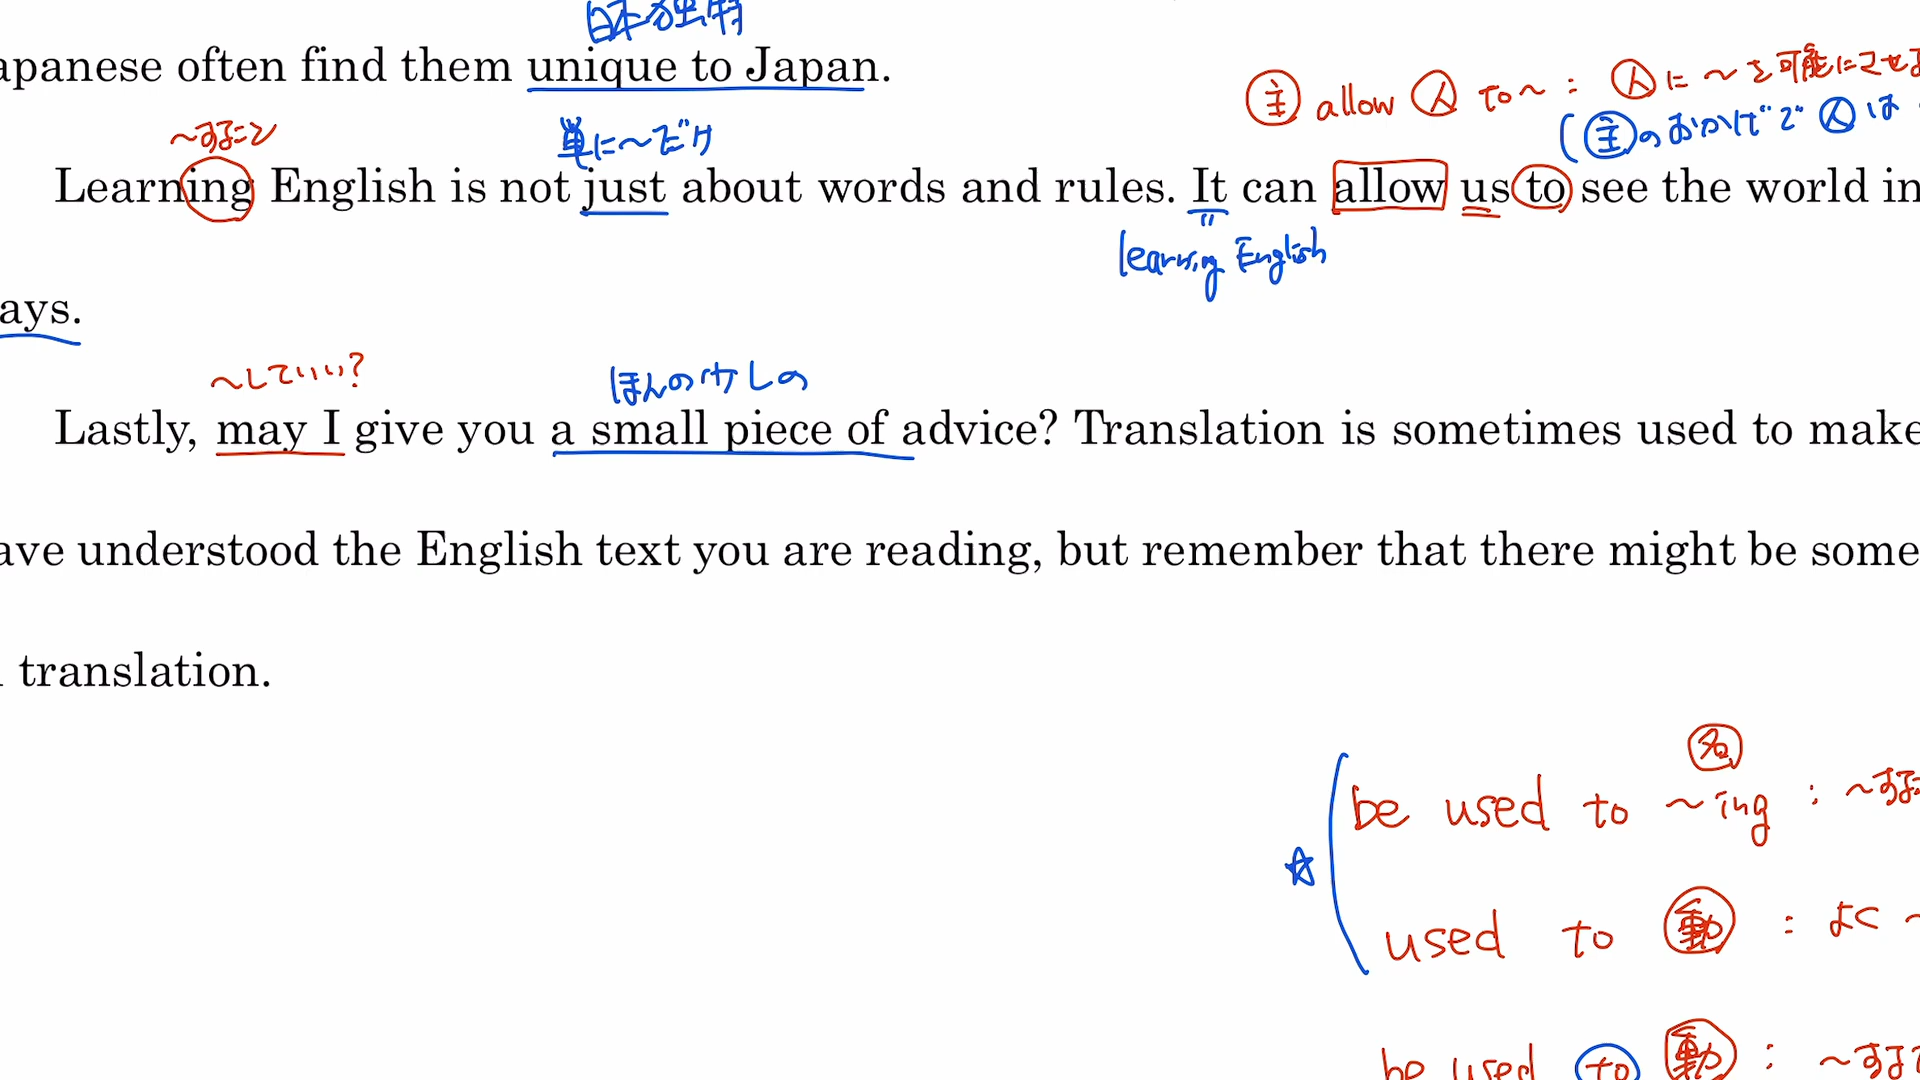 日本独特
apanese often find them unique to Japan.
主 allow 人 to〜 : 人に〜を可能にさせる
(主のおかげで人は
〜すること
単に〜だけ
Learning English is not just about words and rules. It can allow us to see the world in
learning English
ays.
〜していい?
ほんの少しの
Lastly, may I give you a small piece of advice? Translation is sometimes used to make
ave understood the English text you are reading, but remember that there might be some
translation.
名
be used to 〜ing : 〜する
☆
used to 動 : よく〜
be used to 動 : 〜する